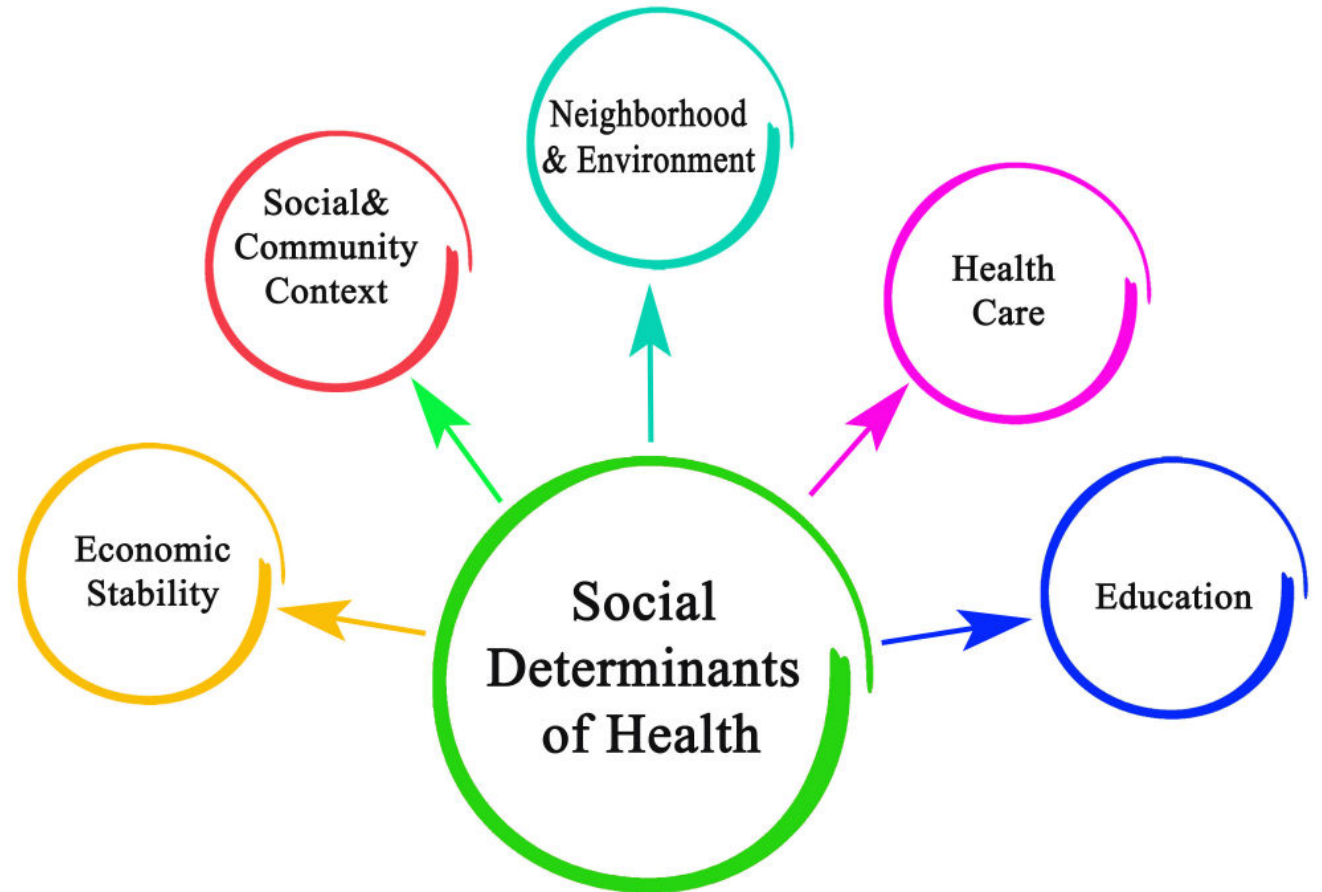 Neighborhood
& Environment
Social&
Community
Context
Health
Care
Economic
Stability
Education
Social
Determinants
of Health